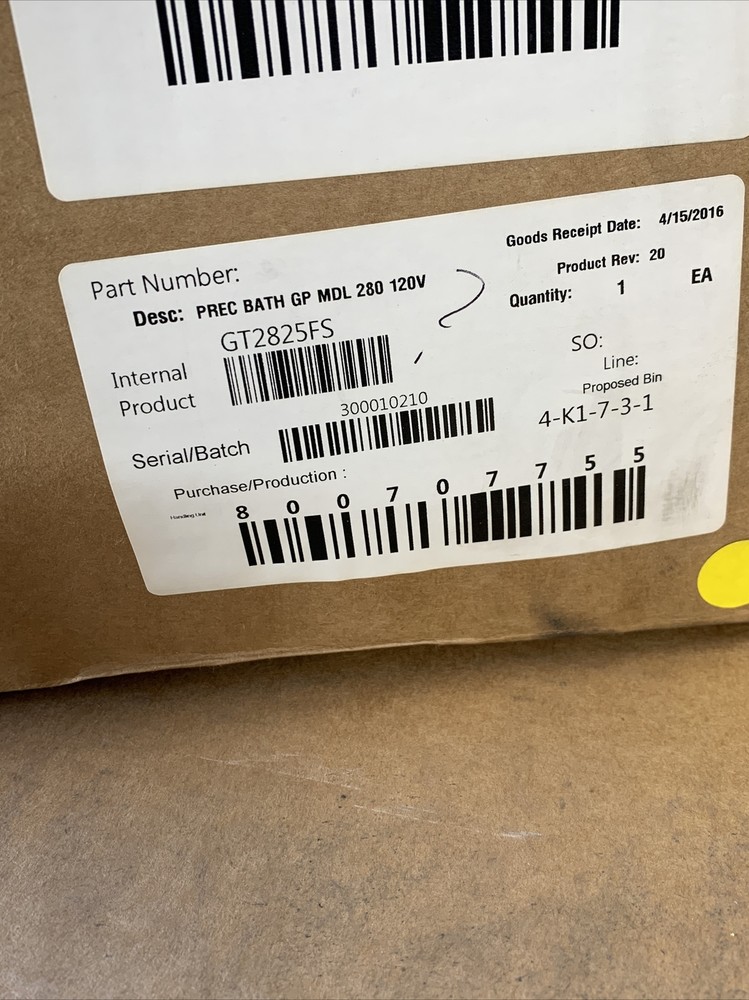 Part Number:
Goods Receipt Date: 4/15/2016
Desc: PREC BATH GP MDL 280 120V
Product Rev: 20
Quantity: 1 EA
GT2825FS
Internal
Product
SO:
Line:
Proposed Bin
4-K1-7-3-1
300010210
Serial/Batch
Purchase/Production :
Handling Unit
8 0 0 7 0 7 7 5 5